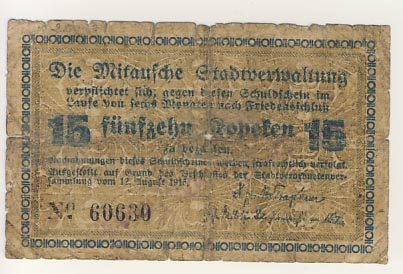 Die Mitausche Stadtverwaltung
verpflichtet sich, gegen diesen Schuldschein im
Laufe von sechs Monaten nach Friedensschluß
15 fünfzehn Kopeken 15
zu bezahlen.
Nachahmungen dieses Schuldscheins werden strafrechtlich verfolgt.
Ausgestellt auf Grund des Beschlusses der Stadtverordnetenver-
sammlung vom 12. August 1915.
No 60630